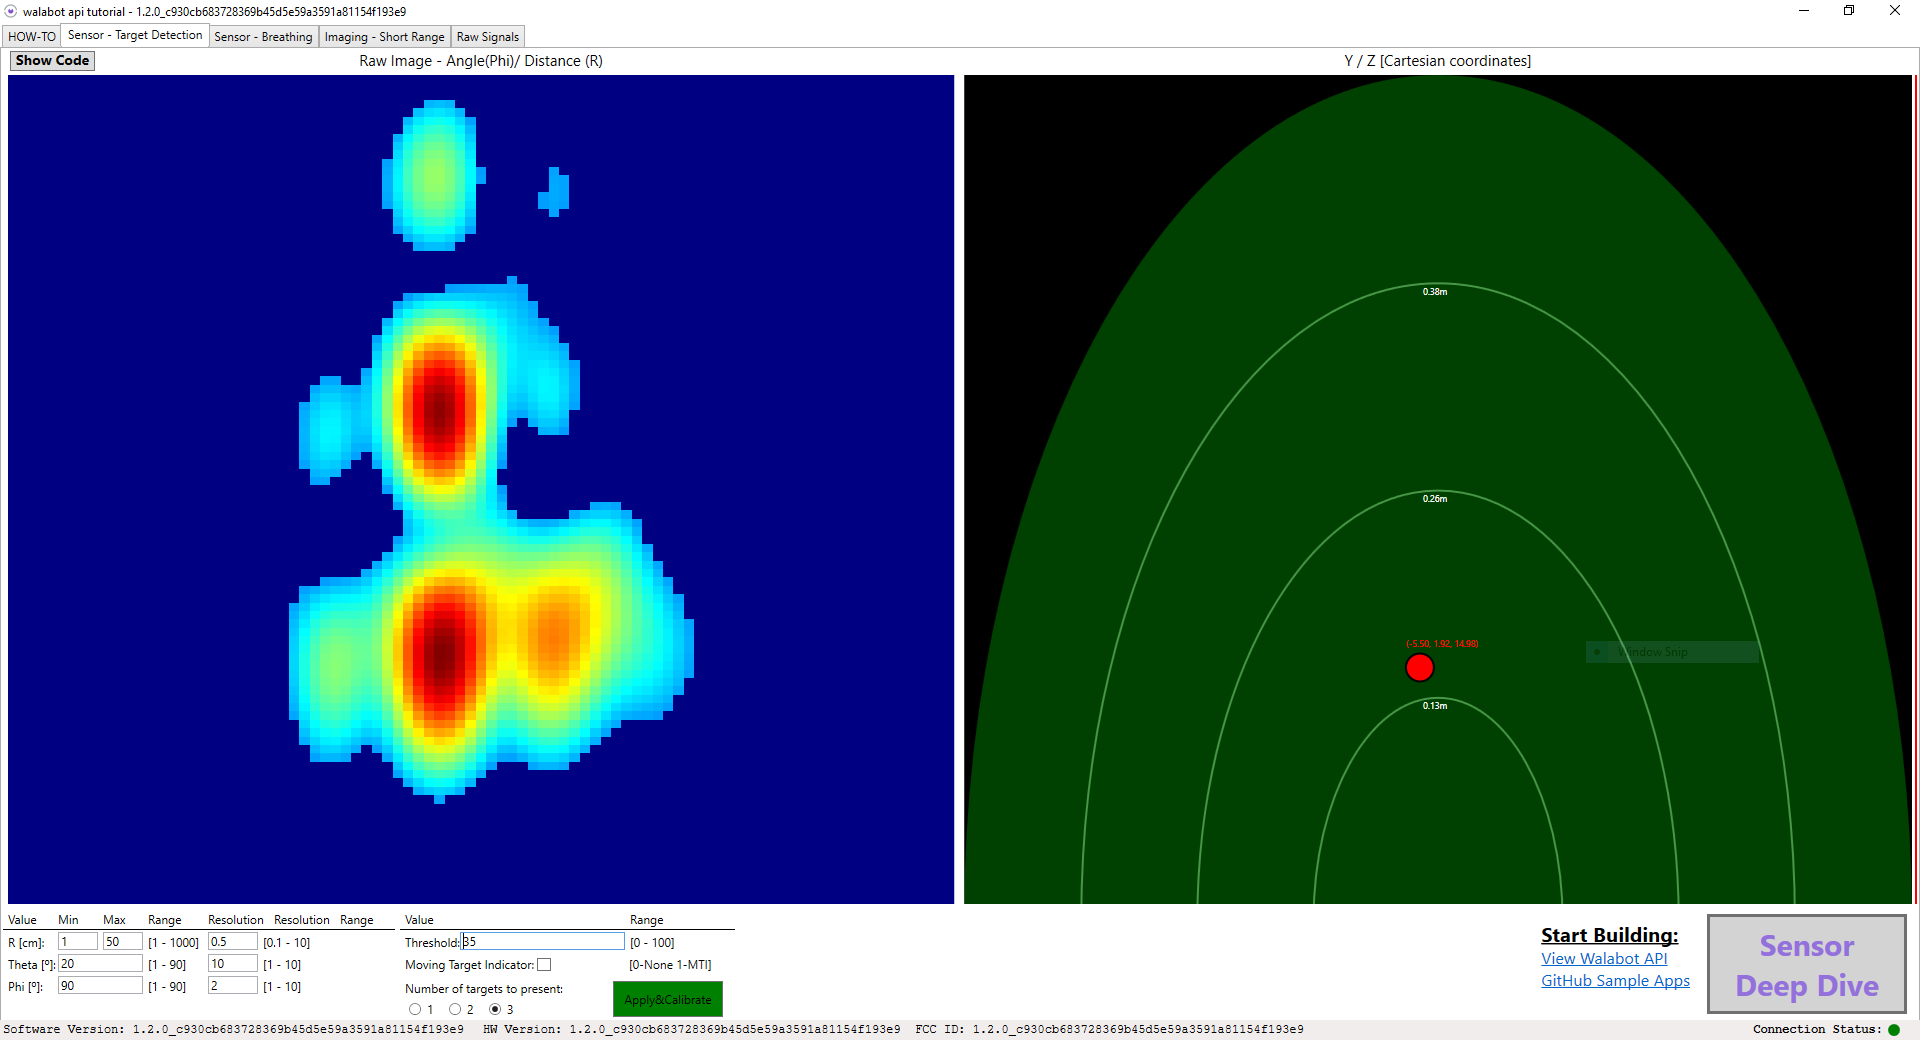 walabot api tutorial - 1.2.0_c930cb683728369b45d5e59a3591a81154f193e9
HOW-TO Sensor - Target Detection Sensor - Breathing Imaging - Short Range Raw Signals
Show Code Raw Image - Angle(Phi)/ Distance (R) Y / Z [Cartesian coordinates]
0.38m
0.26m
(-5.50, 1.92, 14.98)
Window Snip
0.13m
Value Min Max Range Resolution Resolution Range Value Range
R [cm]: 1 50 [1 - 1000] 0.5 [0.1 - 10] Threshold: 35 [0 - 100]
Theta [º]: 20 [1 - 90] 10 [1 - 10] Moving Target Indicator: [0-None 1-MTI]
Phi [º]: 90 [1 - 90] 2 [1 - 10] Number of targets to present:
1 2 3 Apply&Calibrate
Start Building:
View Walabot API
GitHub Sample Apps
Sensor
Deep Dive
Software Version: 1.2.0_c930cb683728369b45d5e59a3591a81154f193e9 HW Version: 1.2.0_c930cb683728369b45d5e59a3591a81154f193e9 FCC ID: 1.2.0_c930cb683728369b45d5e59a3591a81154f193e9 Connection Status: